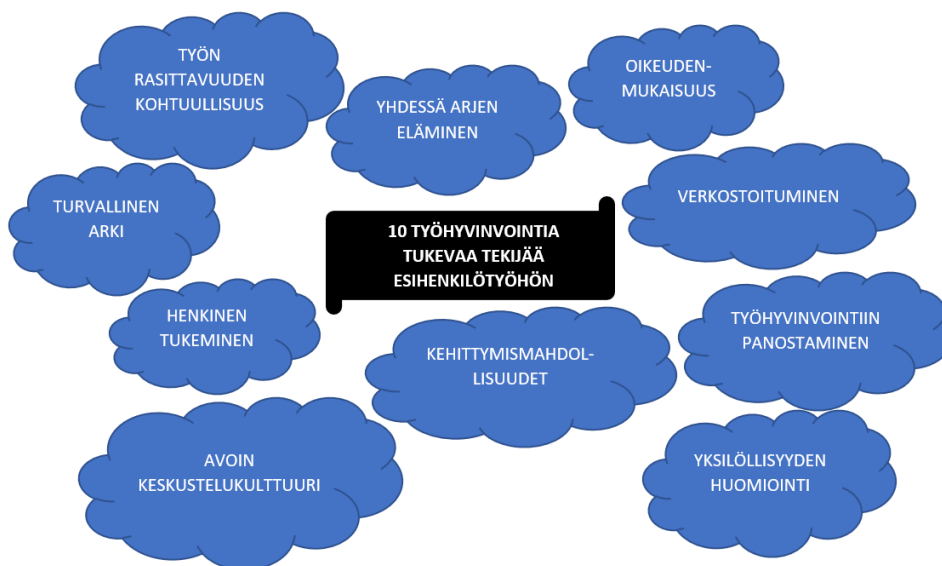 TYÖN
RASITTAVUUDEN
KOHTUULLISUUS
YHDESSÄ ARJEN
ELÄMINEN
OIKEUDEN-
MUKAISUUS
TURVALLINEN
ARKI
10 TYÖHYVINVOINTIA
TUKEVAA TEKIJÄÄ
ESIHENKILÖTYÖHÖN
VERKOSTOITUMINEN
HENKINEN
TUKEMINEN
KEHITTYMISMAHDOL-
LISUUDET
TYÖHYVINVOINTIIN
PANOSTAMINEN
AVOIN
KESKUSTELUKULTTUURI
YKSILÖLLISYYDEN
HUOMIOINTI